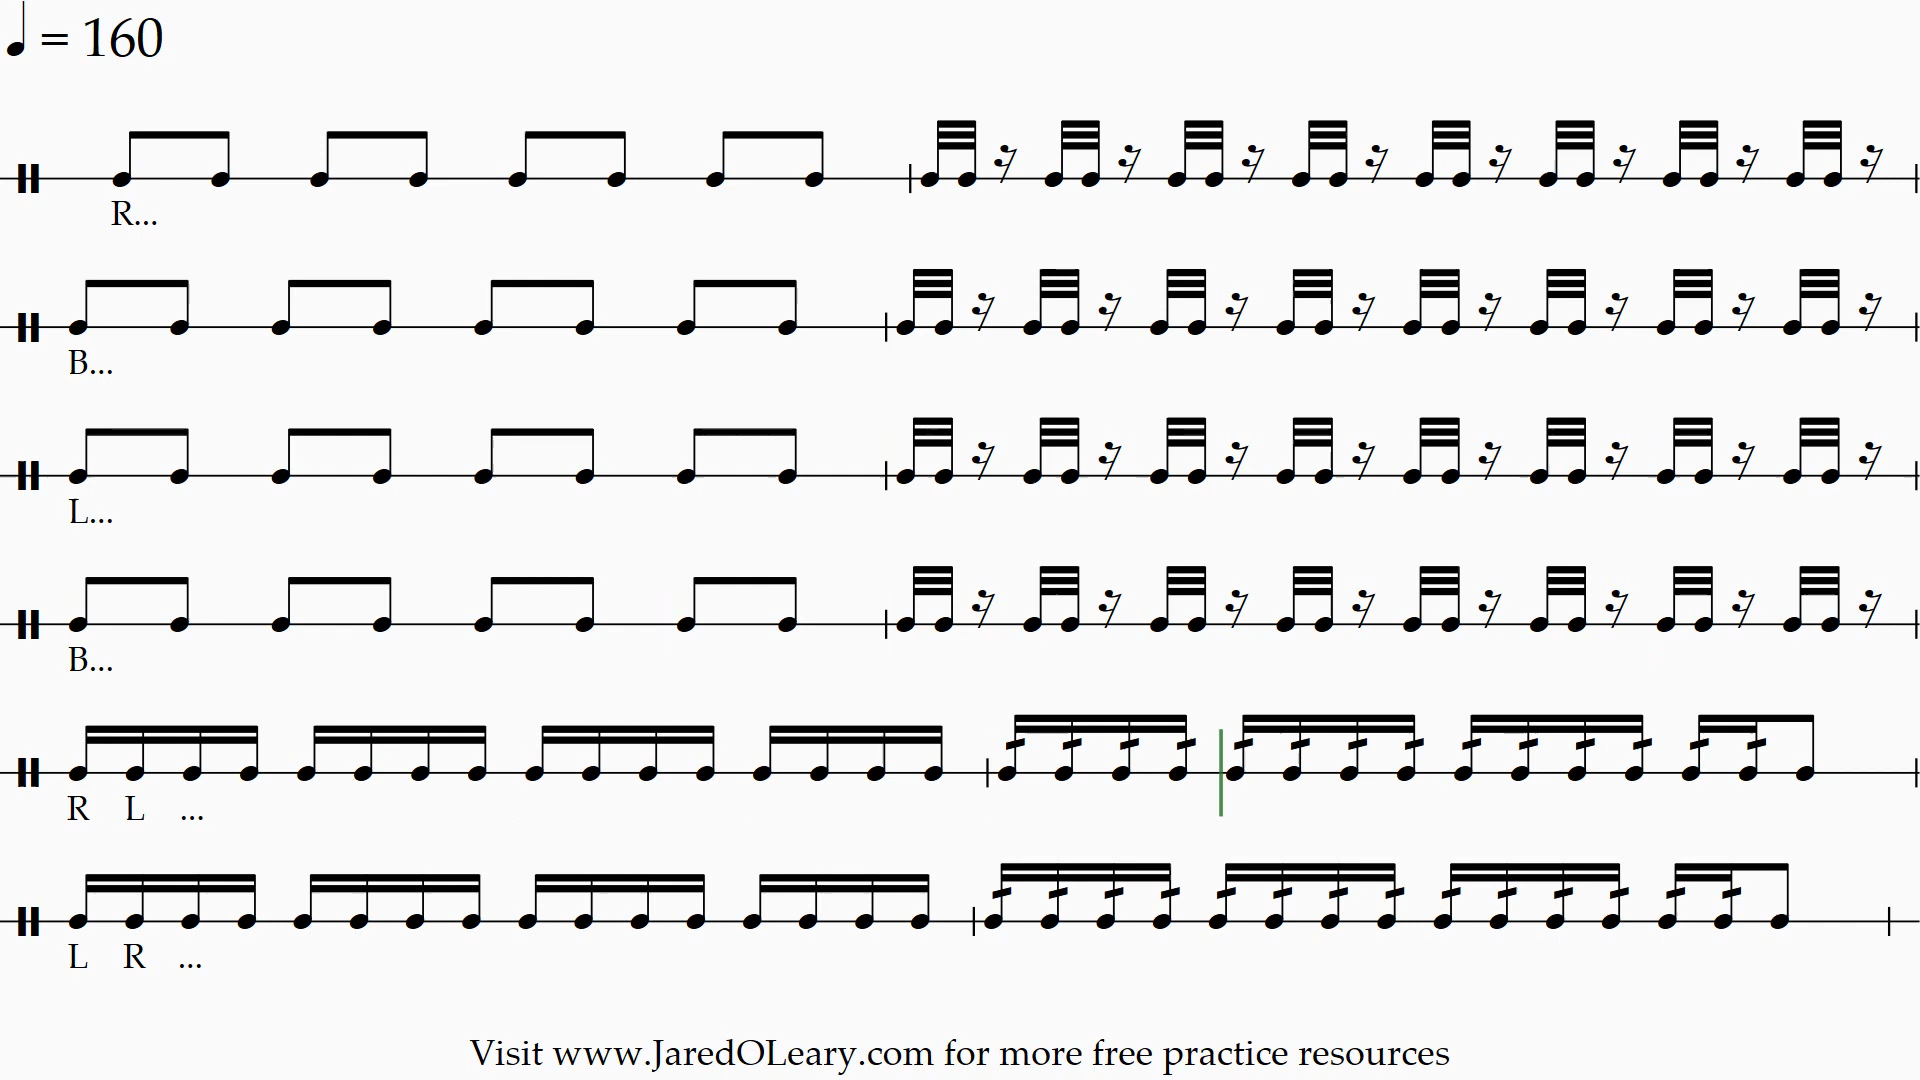 = 160
R...
B...
L...
B...
R L ...
L R ...
Visit www.JaredOLeary.com for more free practice resources